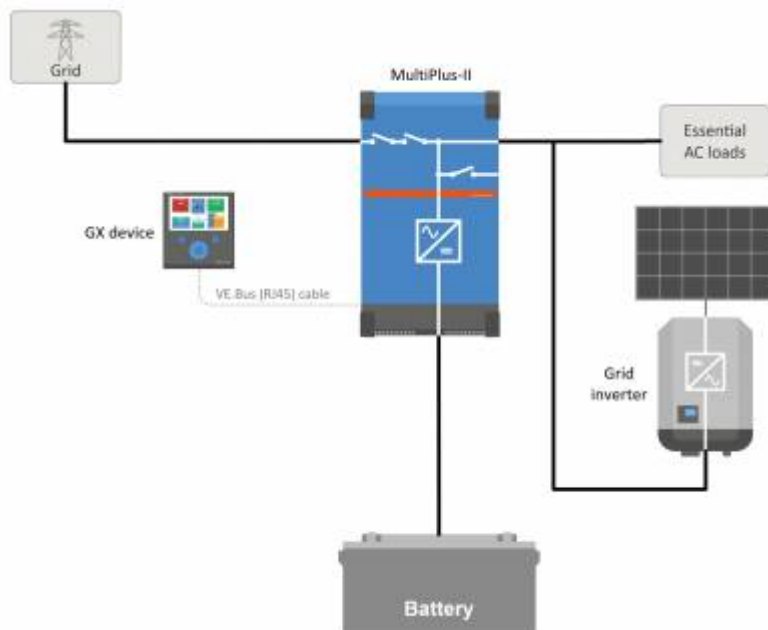 Grid
MultiPlus-II
Essential
AC loads
GX device
VE.Bus (RJ45) cable
Grid
inverter
Battery